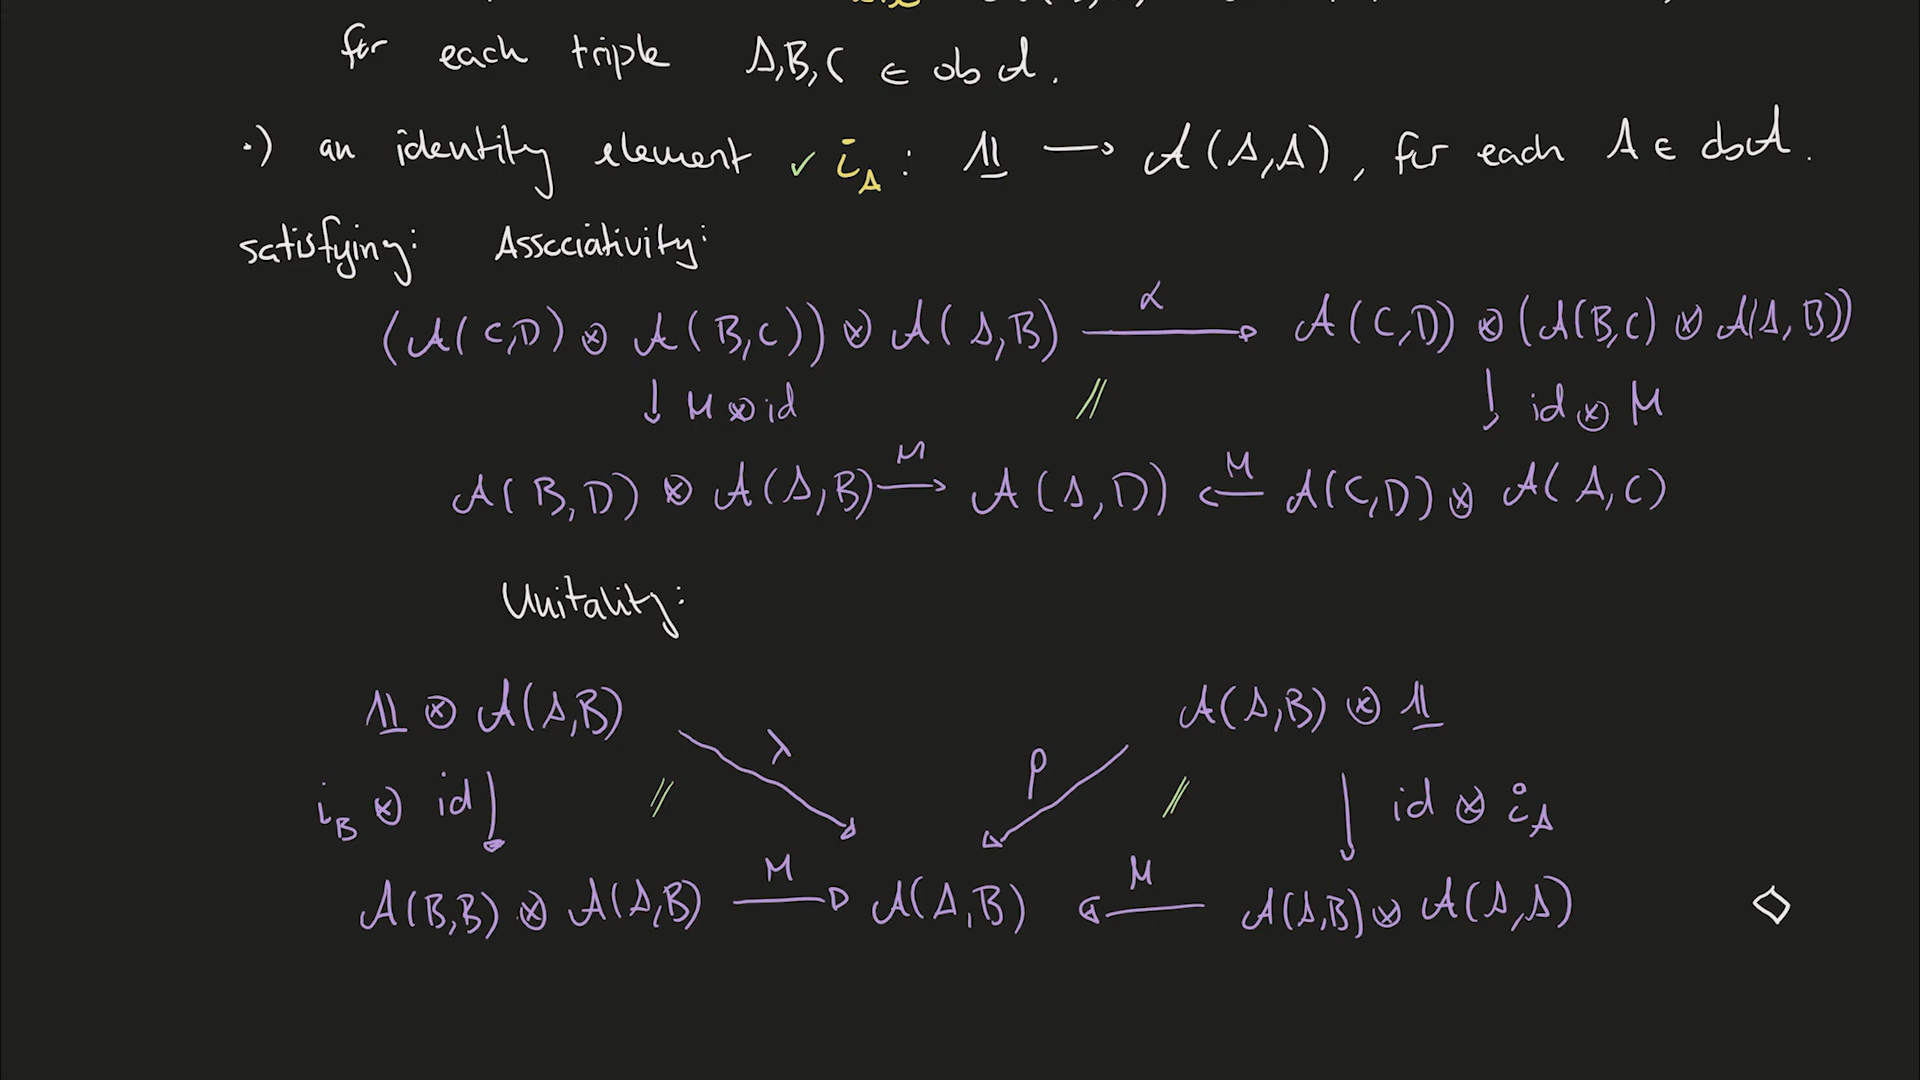 for each triple A,B,C ∈ ob 𝒜.
·) an identity element ✓ i_A : 𝟙 → 𝒜(A,A), for each A ∈ ob𝒜.
satisfying: Associativity:
(𝒜(C,D) ⊗ 𝒜(B,C)) ⊗ 𝒜(A,B) α → 𝒜(C,D) ⊗ (𝒜(B,C) ⊗ 𝒜(A,B))
↓ M ⊗ id // ↓ id ⊗ M
𝒜(B,D) ⊗ 𝒜(A,B) M → 𝒜(A,D) M ← 𝒜(C,D) ⊗ 𝒜(A,C)
Unitality:
𝟙 ⊗ 𝒜(A,B) 𝒜(A,B) ⊗ 𝟙
i_B ⊗ id ↓ // λ ↘ ρ ↙ // ↓ id ⊗ i_A
𝒜(B,B) ⊗ 𝒜(A,B) M → 𝒜(A,B) M ← 𝒜(A,B) ⊗ 𝒜(A,A) ◇